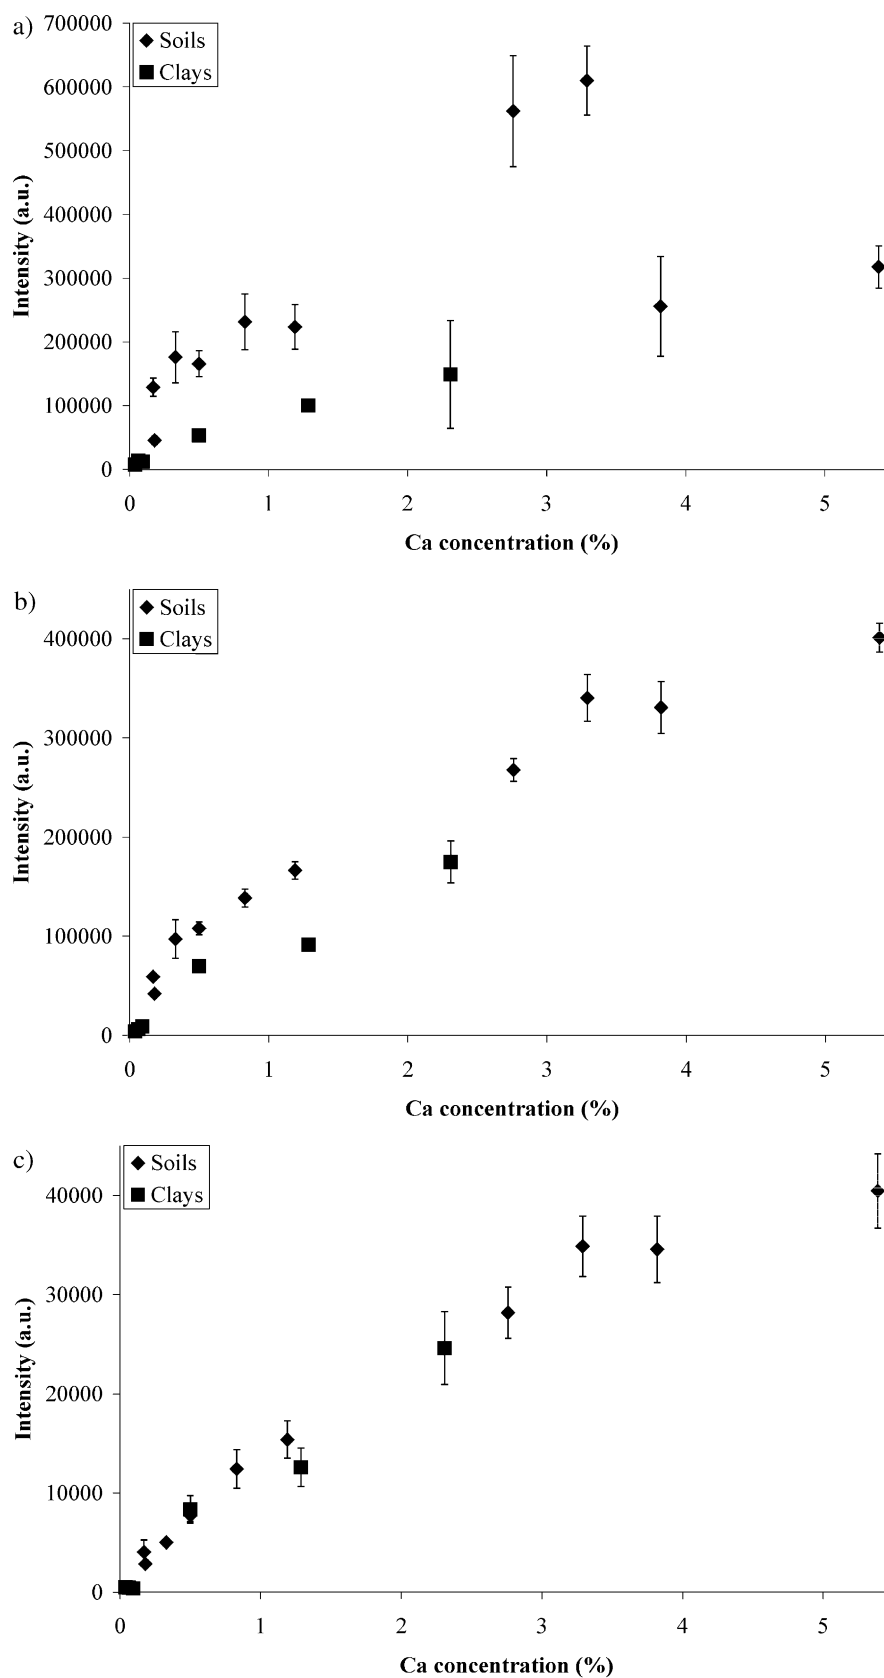 a)
Soils
Clays
700000
600000
500000
400000
300000
200000
100000
0
Intensity (a.u.)
0 1 2 3 4 5
Ca concentration (%)
b)
Soils
Clays
400000
300000
200000
100000
0
Intensity (a.u.)
0 1 2 3 4 5
Ca concentration (%)
c)
Soils
Clays
40000
30000
20000
10000
0
Intensity (a.u.)
0 1 2 3 4 5
Ca concentration (%)